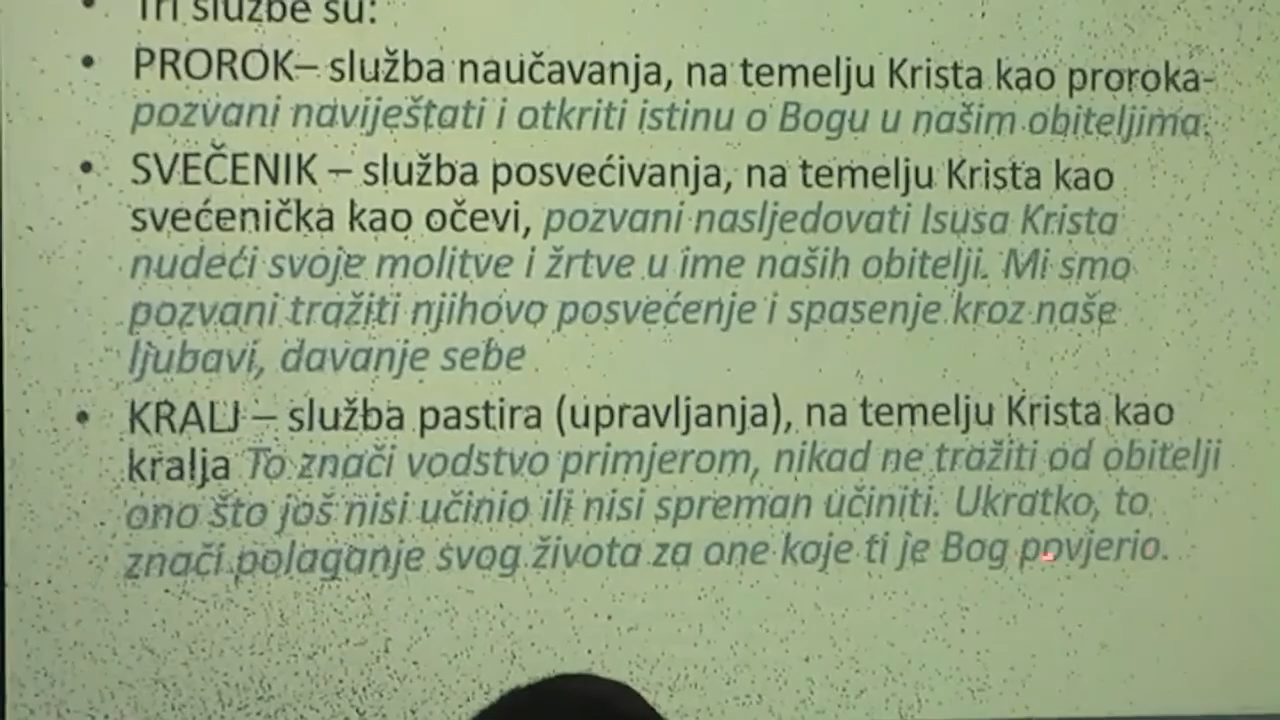 Tri službe su:
PROROK– služba naučavanja, na temelju Krista kao proroka-
pozvani naviještati i otkriti istinu o Bogu u našim obiteljima.
SVEČENIK – služba posvećivanja, na temelju Krista kao
svećenička kao očevi, pozvani nasljedovati Isusa Krista
nudeći svoje molitve i žrtve u ime naših obitelji. Mi smo
pozvani tražiti njihovo posvećenje i spasenje kroz naše
ljubavi, davanje sebe
KRALJ – služba pastira (upravljanja), na temelju Krista kao
kralja To znači vodstvo primjerom, nikad ne tražiti od obitelji
ono što još nisi učinio ili nisi spreman učiniti. Ukratko, to
znači polaganje svog života za one koje ti je Bog povjerio.